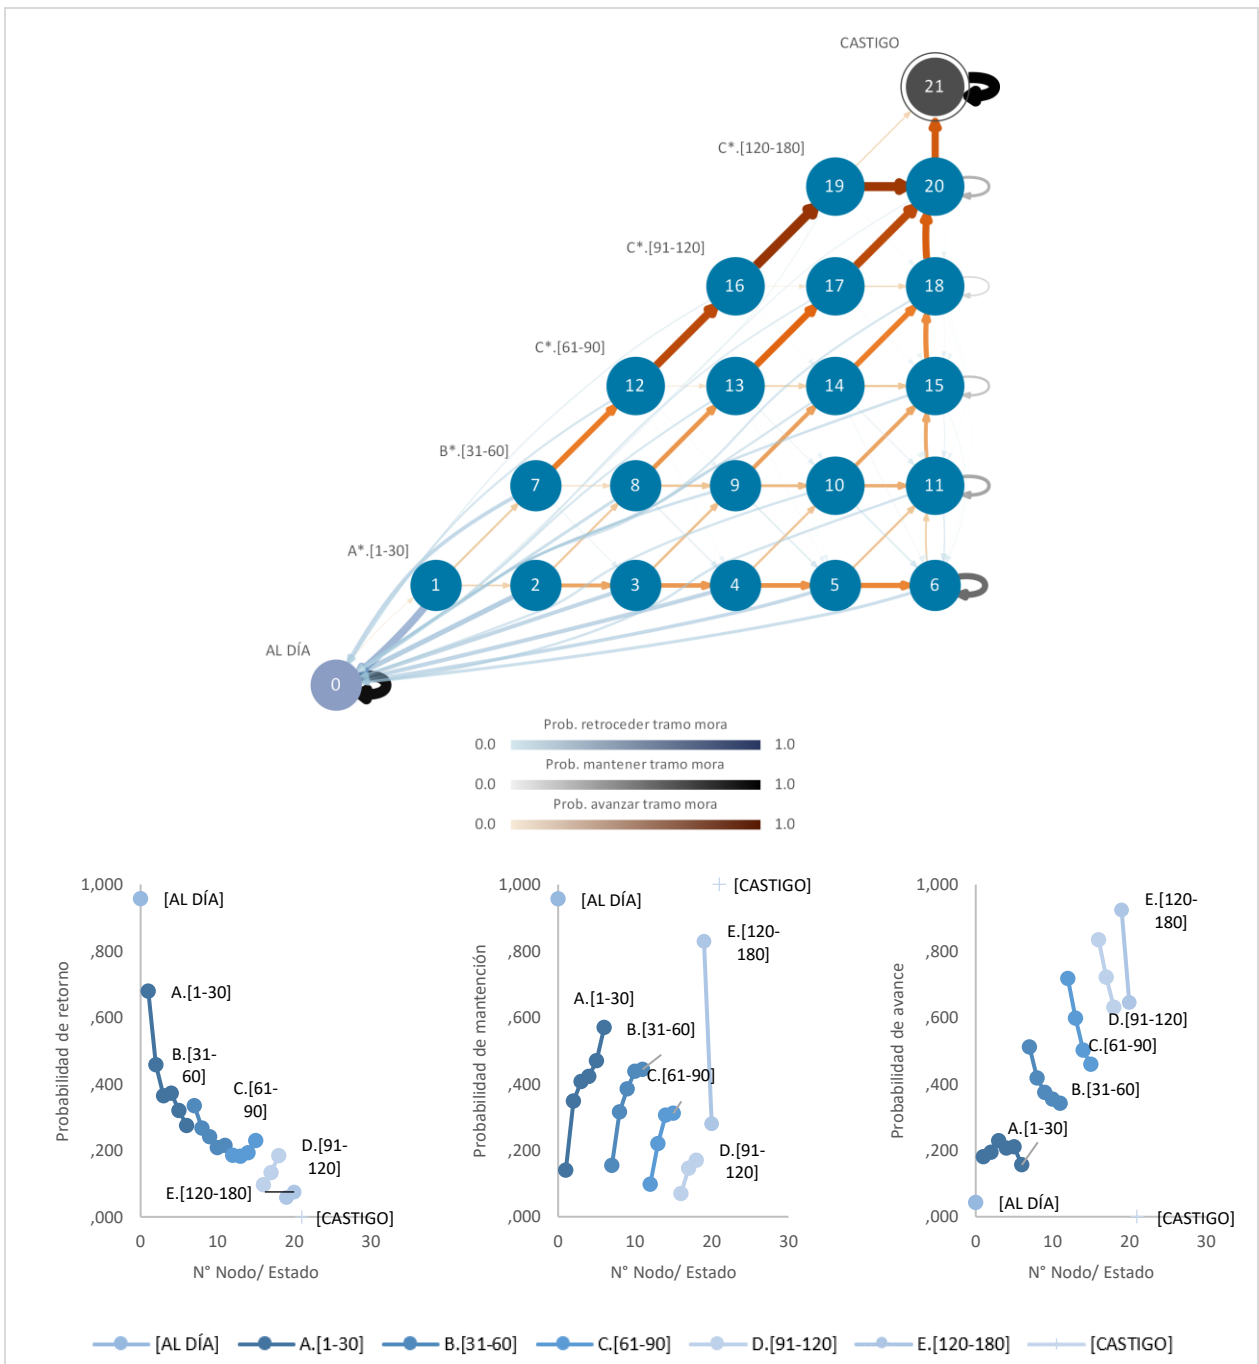 CASTIGO
21
C*.[120-180]
19
20
C*.[91-120]
16
17
18
C*.[61-90]
12
13
14
15
B*.[31-60]
7
8
9
10
11
A*.[1-30]
1
2
3
4
5
6
AL DÍA
0
Prob. retroceder tramo mora
0.0
1.0
Prob. mantener tramo mora
0.0
1.0
Prob. avanzar tramo mora
0.0
1.0
Probabilidad de retorno
1,000
,800
,600
,400
,200
,000
0
10
20
30
N° Nodo/ Estado
[AL DÍA]
A.[1-30]
B.[31-
60]
C.[61-
90]
D.[91-
120]
E.[120-180]
[CASTIGO]
Probabilidad de mantención
1,000
,800
,600
,400
,200
,000
0
10
20
30
N° Nodo/ Estado
[CASTIGO]
[AL DÍA]
E.[120-
180]
A.[1-30]
B.[31-60]
C.[61-90]
D.[91-
120]
Probabilidad de avance
1,000
,800
,600
,400
,200
,000
0
10
20
30
N° Nodo/ Estado
E.[120-
180]
D.[91-120]
C.[61-90]
B.[31-60]
A.[1-30]
[AL DÍA]
[CASTIGO]
[AL DÍA]
A.[1-30]
B.[31-60]
C.[61-90]
D.[91-120]
E.[120-180]
[CASTIGO]